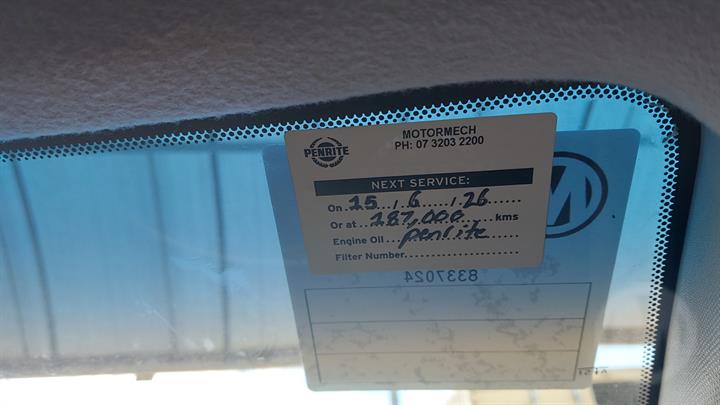 PENRITE
MOTORMECH
PH: 07 3203 2200
NEXT SERVICE:
On 15 / 6 / 26
Or at 287,000 kms
Engine Oil penrite
Filter Number
8337024